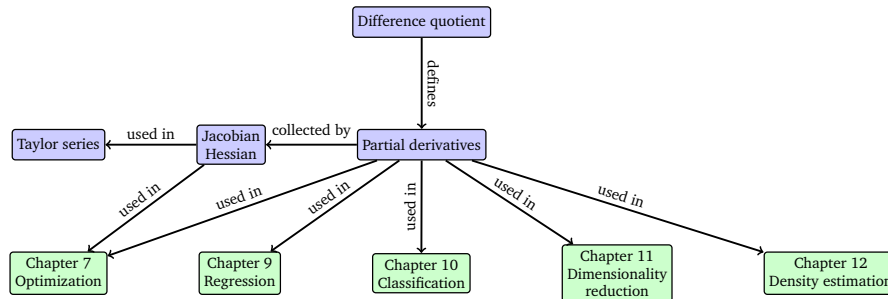 Difference quotient
defines
Taylor series
used in
Jacobian
Hessian
collected by
Partial derivatives
used in
used in
used in
used in
used in
used in
Chapter 7
Optimization
Chapter 9
Regression
Chapter 10
Classification
Chapter 11
Dimensionality
reduction
Chapter 12
Density estimation